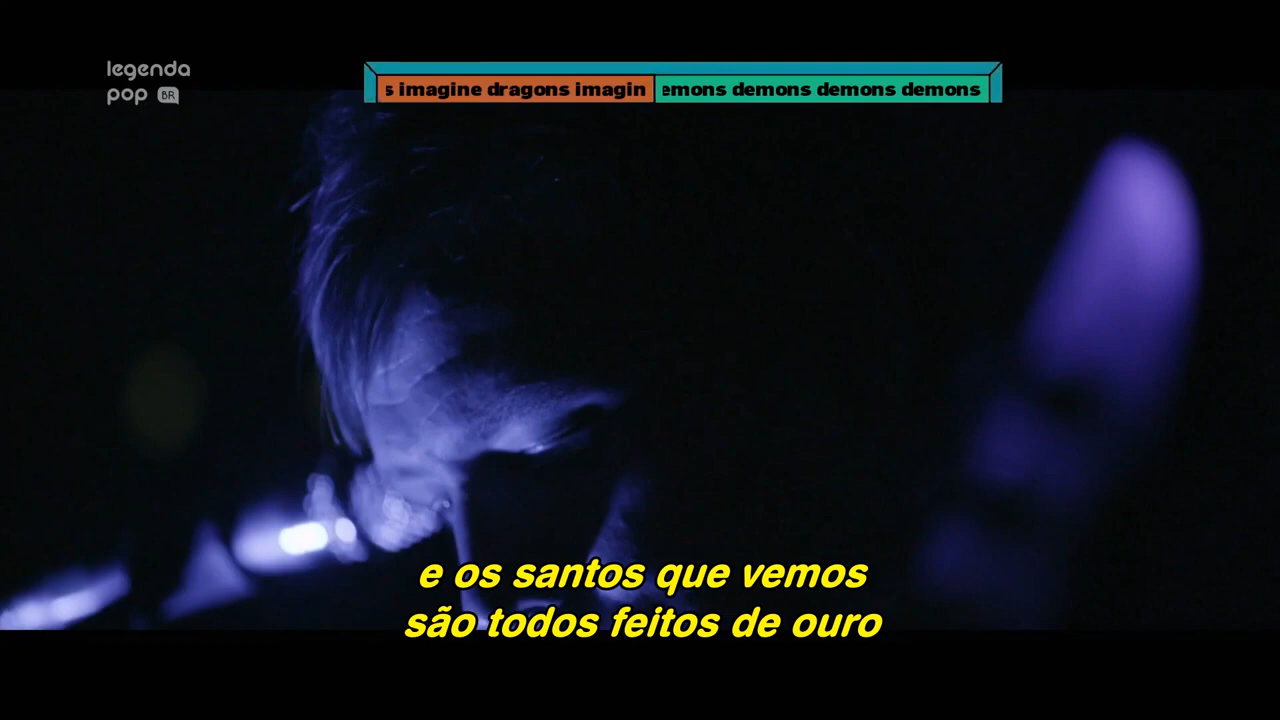 legenda
pop BR
s imagine dragons imagin
emons demons demons demons
e os santos que vemos
são todos feitos de ouro